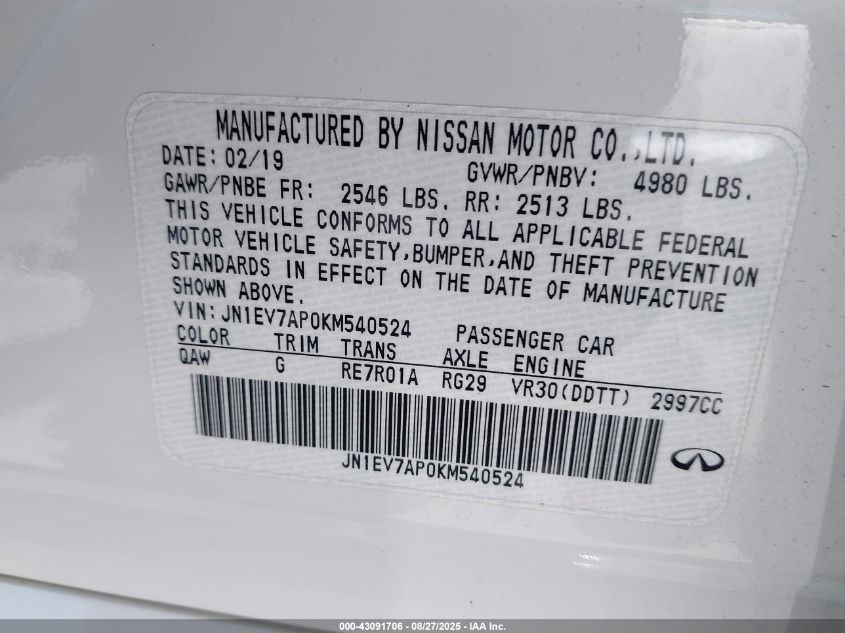 MANUFACTURED BY NISSAN MOTOR CO.,LTD.
DATE: 02/19 GVWR/PNBV: 4980 LBS.
GAWR/PNBE FR: 2546 LBS. RR: 2513 LBS.
THIS VEHICLE CONFORMS TO ALL APPLICABLE FEDERAL
MOTOR VEHICLE SAFETY,BUMPER,AND THEFT PREVENTION
STANDARDS IN EFFECT ON THE DATE OF MANUFACTURE
SHOWN ABOVE.
VIN: JN1EV7AP0KM540524 PASSENGER CAR
COLOR TRIM TRANS AXLE ENGINE
QAW G RE7R01A RG29 VR30(DDTT) 2997CC
JN1EV7AP0KM540524
000-43091706 - 08/27/2025 - IAA Inc.